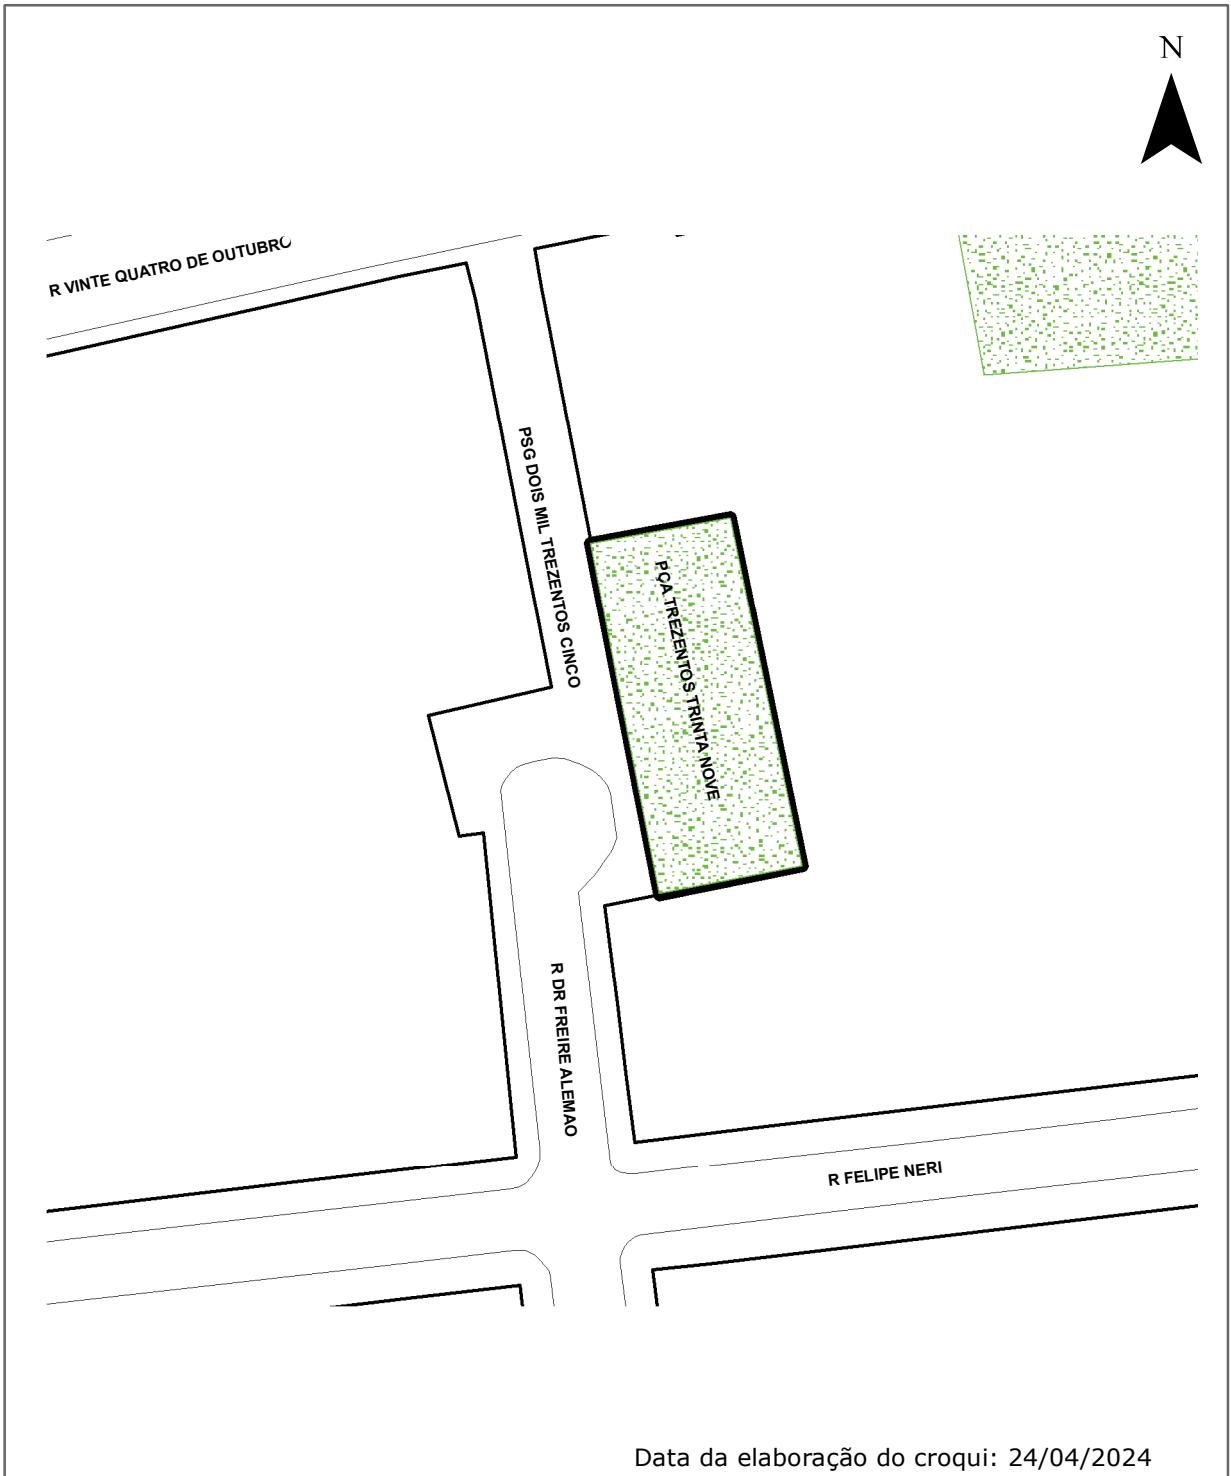 N
R VINTE QUATRO DE OUTUBRO
PSG DOIS MIL TREZENTOS CINCO
PÇA TREZENTOS TRINTA NOVE
R DR FREIRE ALEMAO
R FELIPE NERI
Data da elaboração do croqui: 24/04/2024